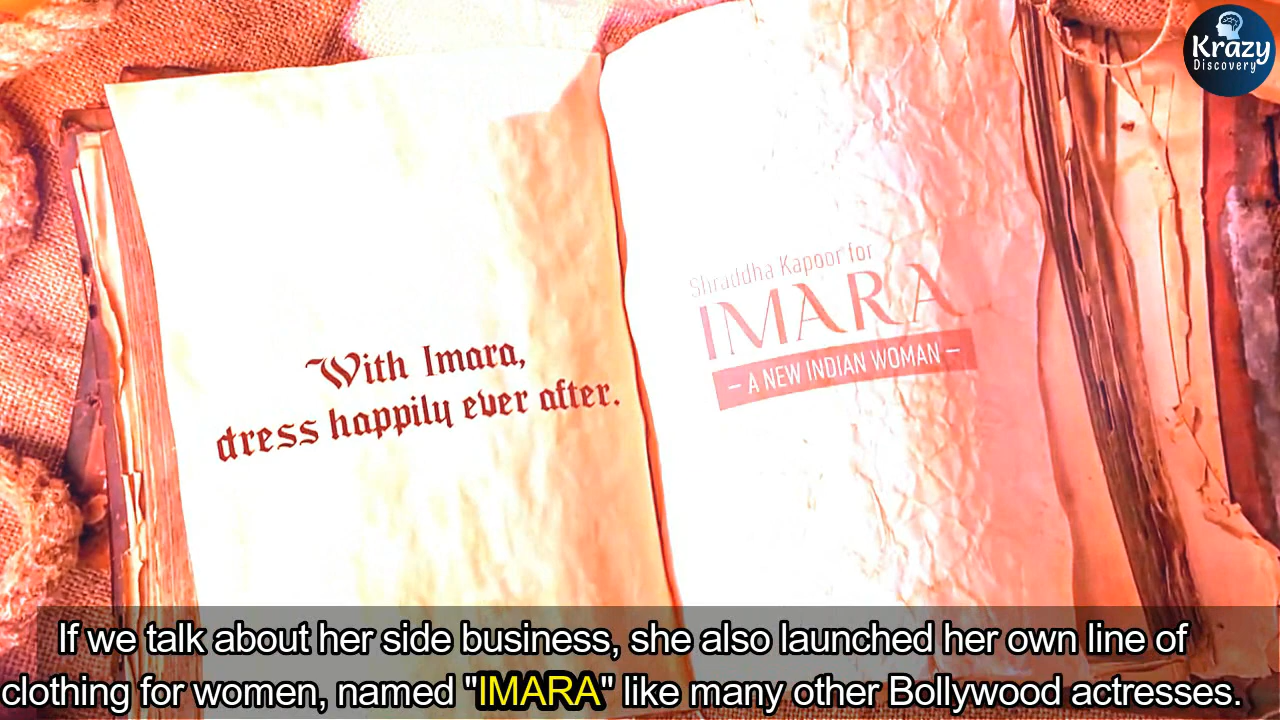 Krazy
Discovery
With Imara,
dress happily ever after.
Shraddha Kapoor for
IMARA
– A NEW INDIAN WOMAN –
If we talk about her side business, she also launched her own line of
clothing for women, named "IMARA" like many other Bollywood actresses.